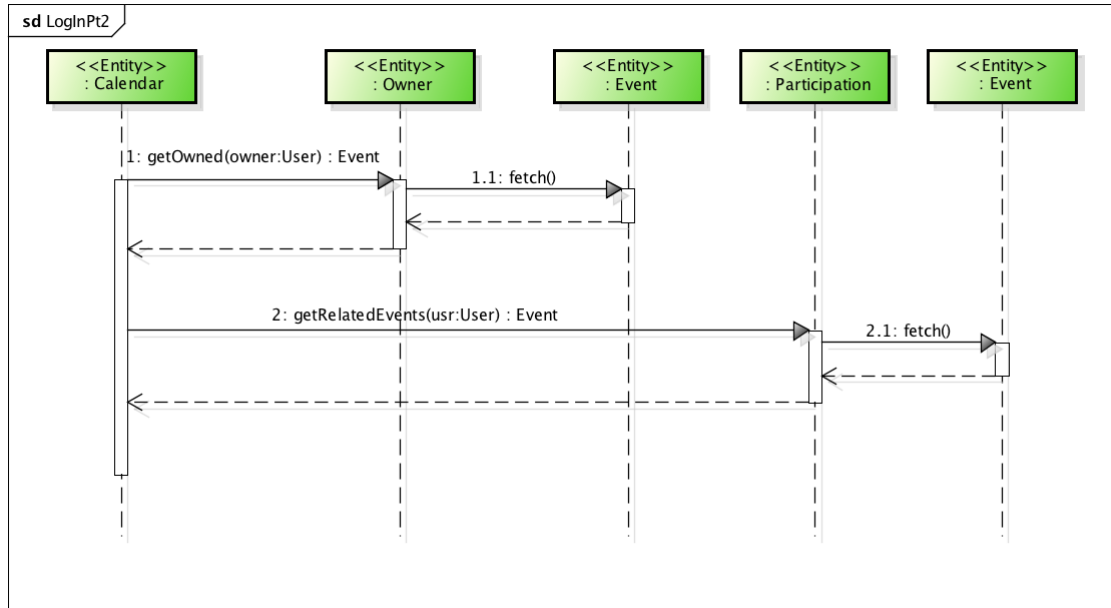 sd LogInPt2
<<Entity>>
: Calendar
<<Entity>>
: Owner
<<Entity>>
: Event
<<Entity>>
: Participation
<<Entity>>
: Event
1: getOwned(owner:User) : Event
1.1: fetch()
2: getRelatedEvents(usr:User) : Event
2.1: fetch()